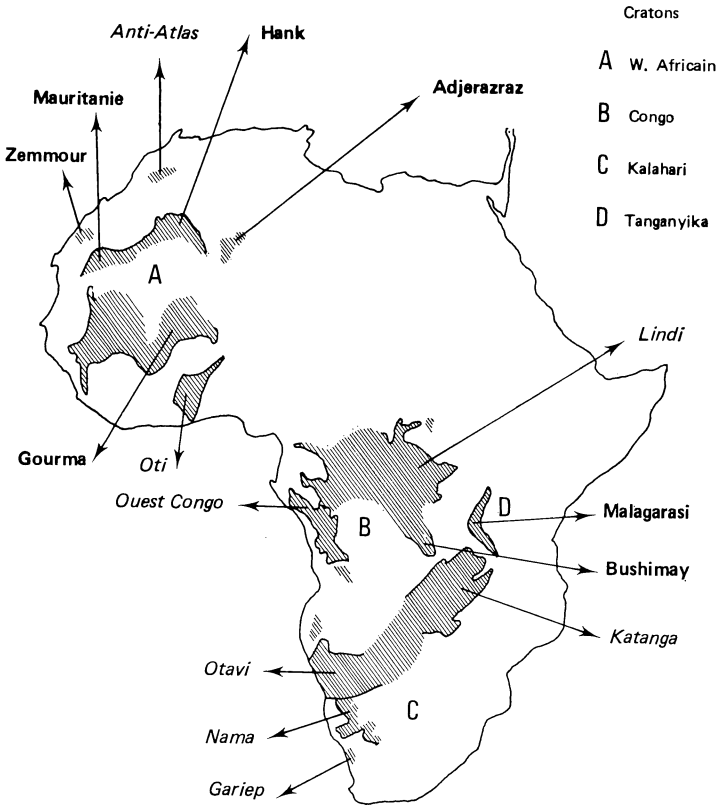 Cratons
A W. Africain
B Congo
C Kalahari
D Tanganyika
Anti-Atlas
Hank
Mauritanie
Adjerazraz
Zemmour
A
Lindi
Gourma
Oti
Ouest Congo
B
D
Malagarasi
Bushimay
Katanga
Otavi
C
Nama
Gariep